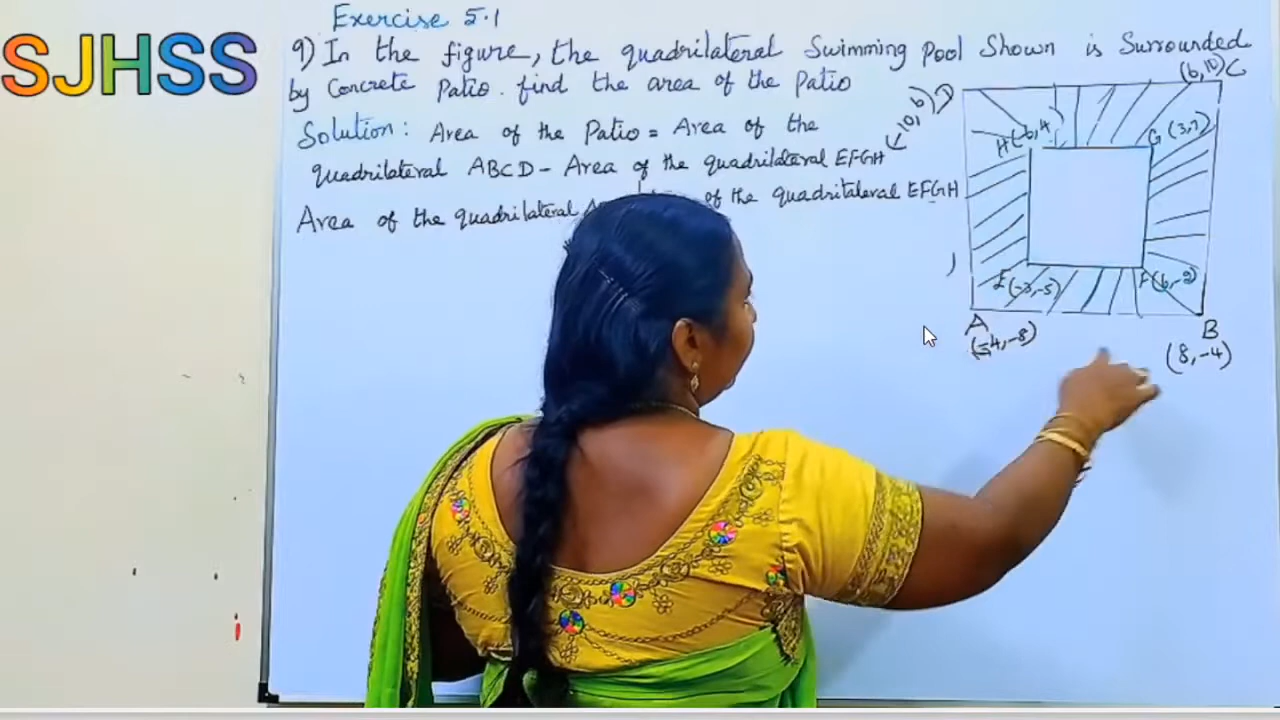 SJHSS
Exercise 5.1
9) In the figure, the quadrilateral Swimming Pool Shown is Surrounded
by Concrete Patio. find the area of the Patio
Solution: Area of the Patio = Area of the
quadrilateral ABCD - Area of the quadrilateral EFGH
Area of the quadrilateral of the quadrilateral EFGH
(6, 10) C
(-10, 6) D
H (-6, 4)
G (3, 7)
E (-3, -5)
F (6, -2)
A
(-4, -8)
B
(8, -4)